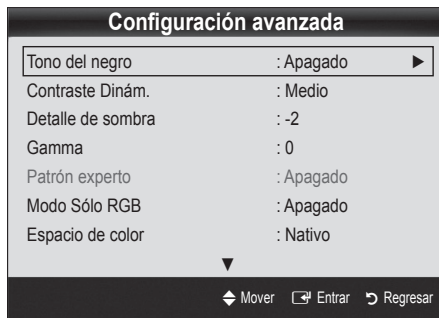 Configuración avanzada
Tono del negro : Apagado ▶
Contraste Dinám. : Medio
Detalle de sombra : -2
Gamma : 0
Patrón experto : Apagado
Modo Sólo RGB : Apagado
Espacio de color : Nativo
▼
Mover Entrar Regresar